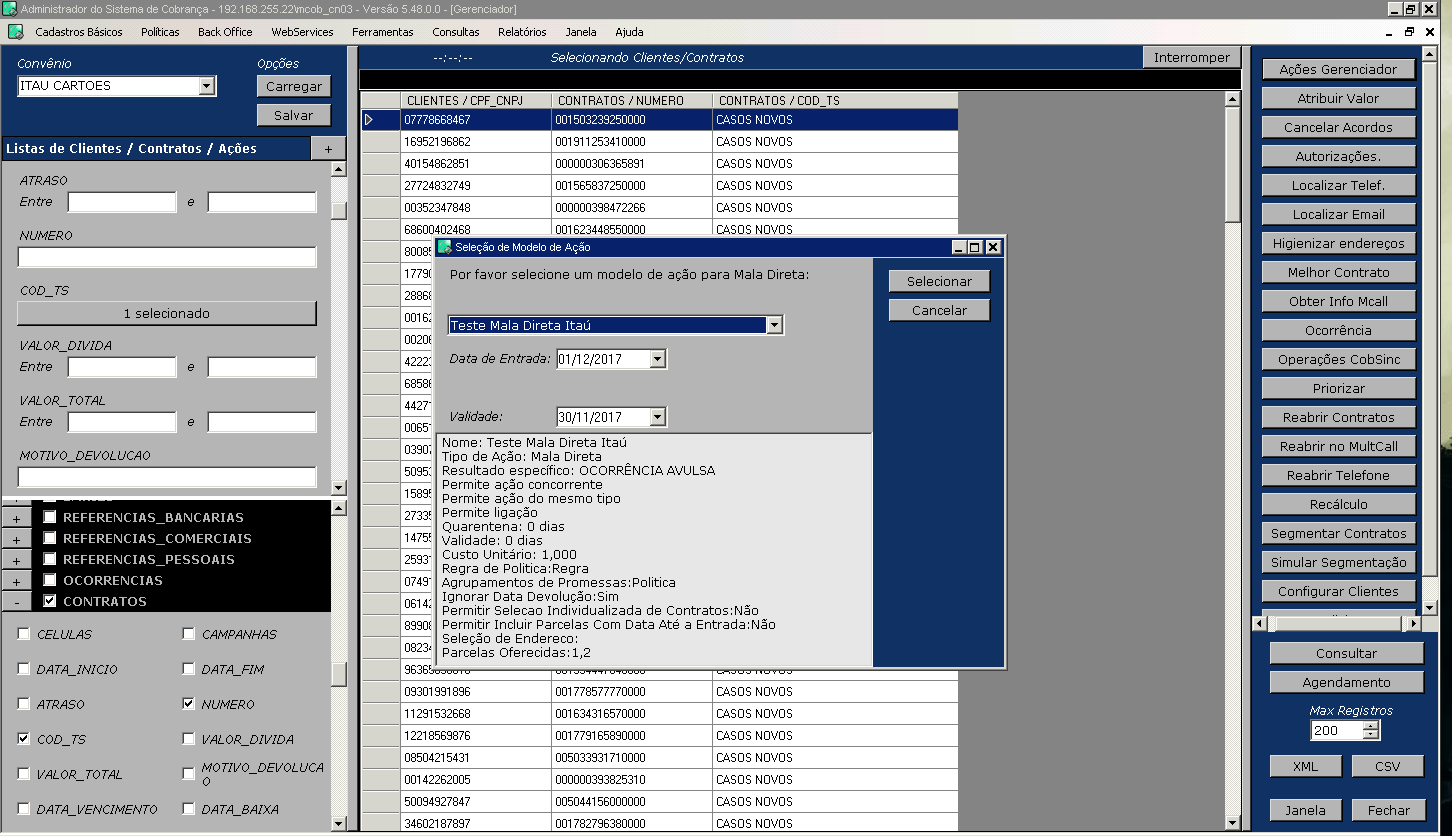 Administrador do Sistema de Cobrança - 192.168.255.22\mcob_cn03 - Versão 5.48.0.0 - [Gerenciador]
Cadastros Básicos Políticas Back Office WebServices Ferramentas Consultas Relatórios Janela Ajuda
Convênio Opções
ITAU CARTOES Carregar
Salvar
Listas de Clientes / Contratos / Ações +
ATRASO
Entre e
NUMERO
COD_TS
1 selecionado
VALOR_DIVIDA
Entre e
VALOR_TOTAL
Entre e
MOTIVO_DEVOLUCAO
+ REFERENCIAS_BANCARIAS
+ REFERENCIAS_COMERCIAIS
+ REFERENCIAS_PESSOAIS
+ OCORRENCIAS
- CONTRATOS
CELULAS CAMPANHAS
DATA_INICIO DATA_FIM
ATRASO NUMERO
COD_TS VALOR_DIVIDA
VALOR_TOTAL MOTIVO_DEVOLUCA
O
DATA_VENCIMENTO DATA_BAIXA
--:--:-- Selecionando Clientes/Contratos Interromper
CLIENTES / CPF_CNPJ CONTRATOS / NUMERO CONTRATOS / COD_TS
07778668467 001503239250000 CASOS NOVOS
16952196862 001911253410000 CASOS NOVOS
40154862851 000000306365891 CASOS NOVOS
27724832749 001565837250000 CASOS NOVOS
00352347848 000000398472266 CASOS NOVOS
68600402468 001623448550000 CASOS NOVOS
Seleção de Modelo de Ação
Por favor selecione um modelo de ação para Mala Direta:
Teste Mala Direta Itaú
Data de Entrada: 01/12/2017
Validade: 30/11/2017
Selecionar
Cancelar
Nome: Teste Mala Direta Itaú
Tipo de Ação: Mala Direta
Resultado específico: OCORRÊNCIA AVULSA
Permite ação concorrente
Permite ação do mesmo tipo
Permite ligação
Quarentena: 0 dias
Validade: 0 dias
Custo Unitário: 1,000
Regra de Politica:Regra
Agrupamentos de Promessas:Politica
Ignorar Data Devolução:Sim
Permitir Selecao Individualizada de Contratos:Não
Permitir Incluir Parcelas Com Data Até a Entrada:Não
Seleção de Endereco:
Parcelas Oferecidas:1,2
09301991896 001778577770000 CASOS NOVOS
11291532668 001634316570000 CASOS NOVOS
12218569876 001779165890000 CASOS NOVOS
08504215431 005033931710000 CASOS NOVOS
00142262005 000000393825310 CASOS NOVOS
50094927847 005044156000000 CASOS NOVOS
34602187897 001782796380000 CASOS NOVOS
Ações Gerenciador
Atribuir Valor
Cancelar Acordos
Autorizações.
Localizar Telef.
Localizar Email
Higienizar endereços
Melhor Contrato
Obter Info Mcall
Ocorrência
Operações CobSinc
Priorizar
Reabrir Contratos
Reabrir no MultCall
Reabrir Telefone
Recálculo
Segmentar Contratos
Simular Segmentação
Configurar Clientes
Consultar
Agendamento
Max Registros
200
XML CSV
Janela Fechar